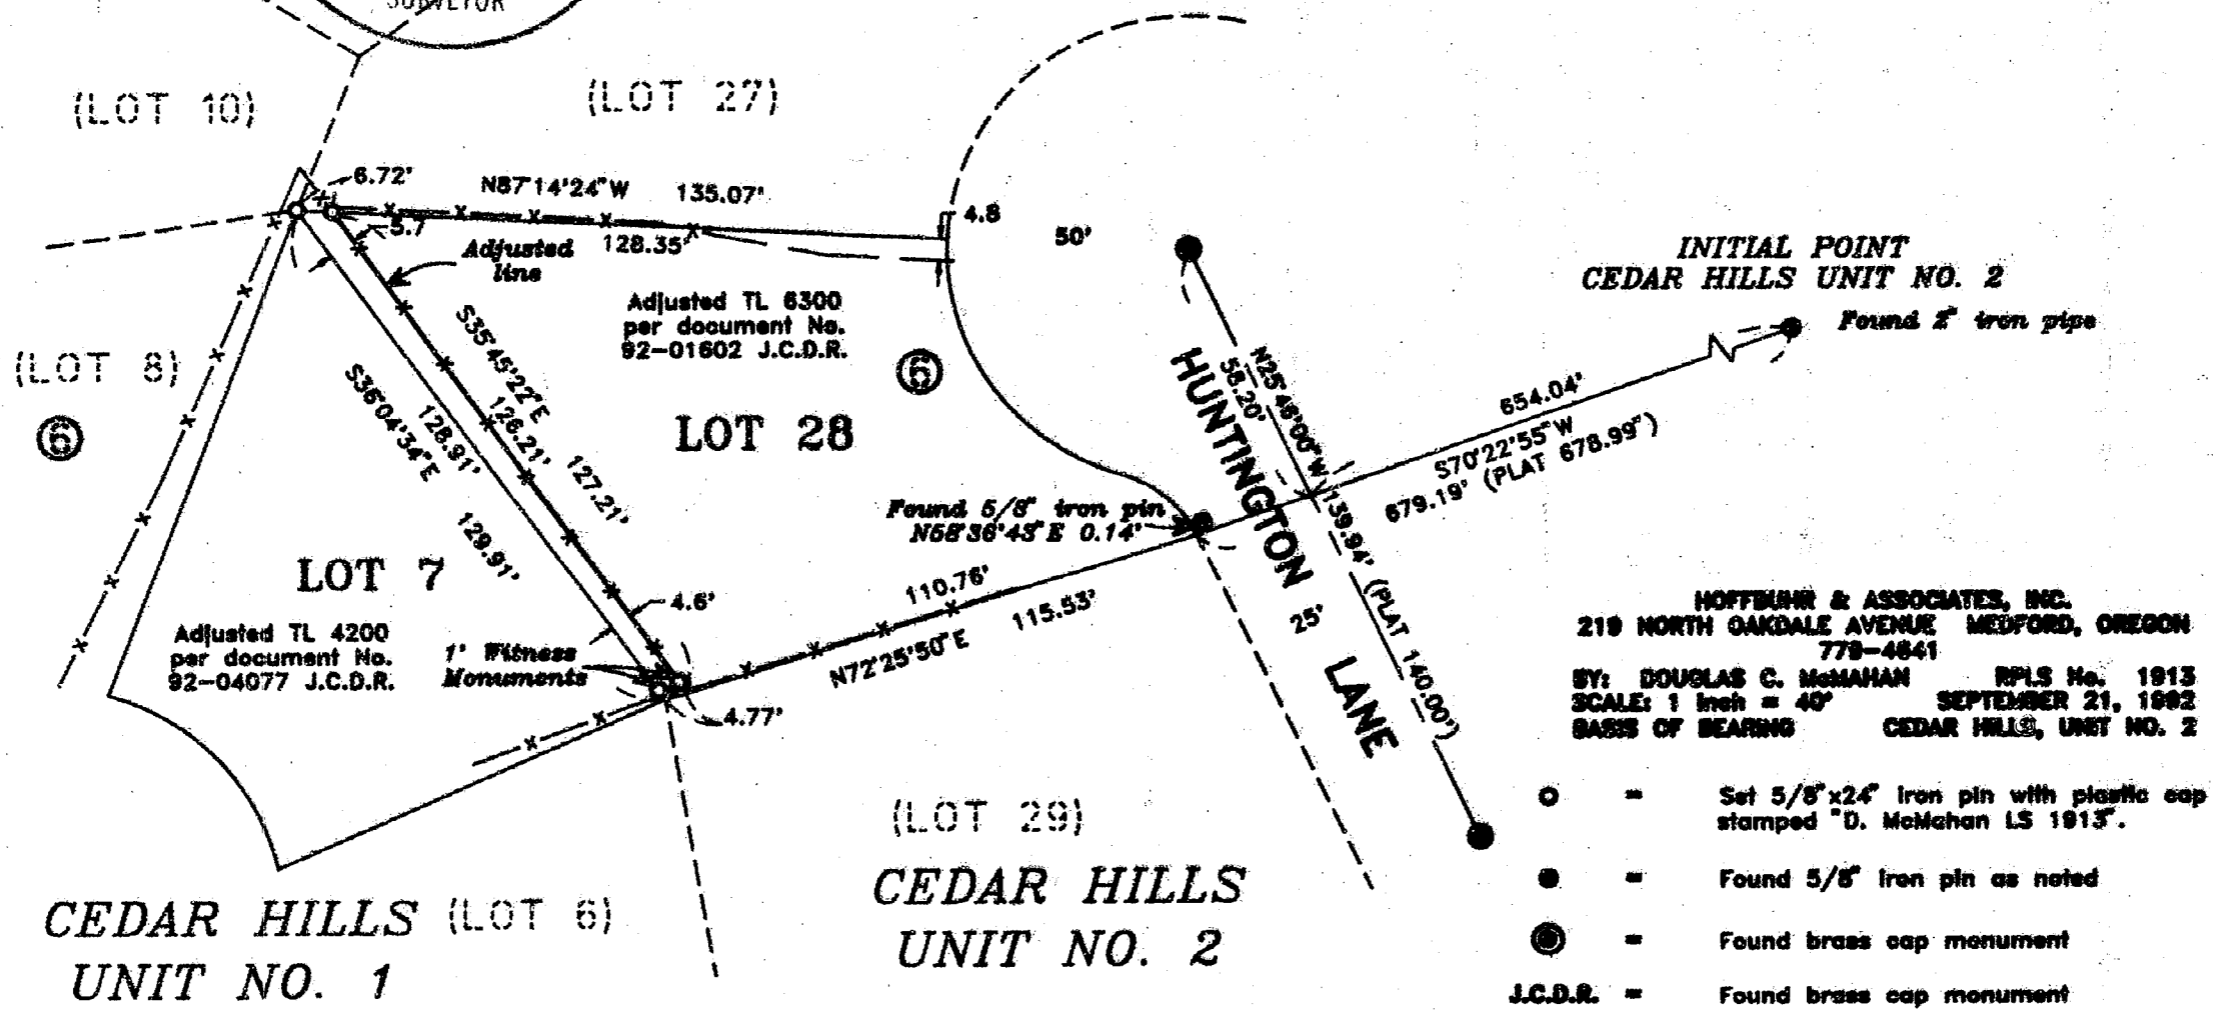 SURVEYOR
(LOT 10)
(LOT 27)
6.72'
N87°14'24"W 135.07'
5.7
128.35'
4.8
50'
Adjusted
line
INITIAL POINT
CEDAR HILLS UNIT NO. 2
Found 2" iron pipe
Adjusted TL 6300
per document No.
92-01602 J.C.D.R.
6
(LOT 8)
6
S35°45'22"E
126.21'
127.21'
S36°04'34"E
128.91'
129.91'
LOT 28
N25°46'00"W
58.20'
HUNTINGTON LANE
654.04'
S70°22'55"W
679.19' (PLAT 678.99")
139.94' (PLAT 140.00')
Found 5/8" iron pin
N58°36'43"E 0.14'
LOT 7
4.6'
110.76'
115.53'
25'
N72°25'50"E
Adjusted TL 4200
per document No.
92-04077 J.C.D.R.
1' Witness
Monuments
4.77'
HOFFBUHR & ASSOCIATES, INC.
219 NORTH OAKDALE AVENUE MEDFORD, OREGON
779-4641
BY: DOUGLAS C. McMAHAN RPLS No. 1913
SCALE: 1 inch = 40' SEPTEMBER 21, 1992
BASIS OF BEARING CEDAR HILLS, UNIT NO. 2
= Set 5/8"x24" iron pin with plastic cap
stamped "D. McMahan LS 1913".
= Found 5/8" iron pin as noted
= Found brass cap monument
J.C.D.R. = Found brass cap monument
(LOT 29)
CEDAR HILLS
UNIT NO. 2
CEDAR HILLS (LOT 6)
UNIT NO. 1